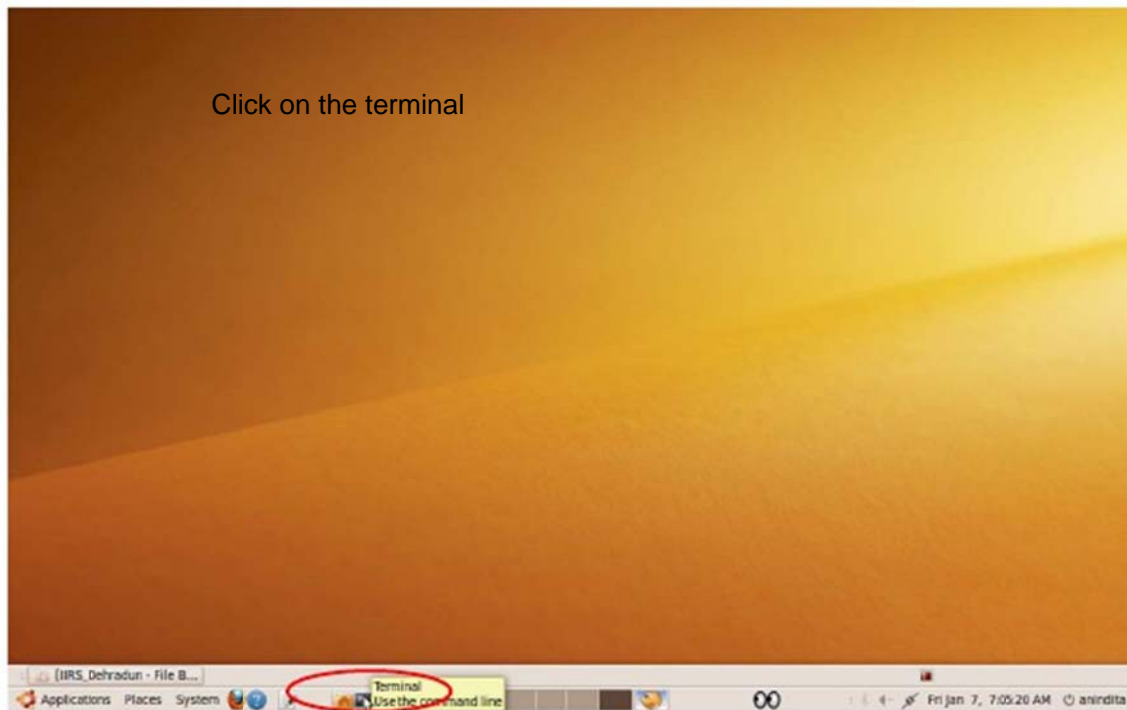 Click on the terminal
[IIRS_Dehradun - File B...]
Terminal
Use the command line
Applications Places System Fri Jan 7, 7:05:20 AM anindita